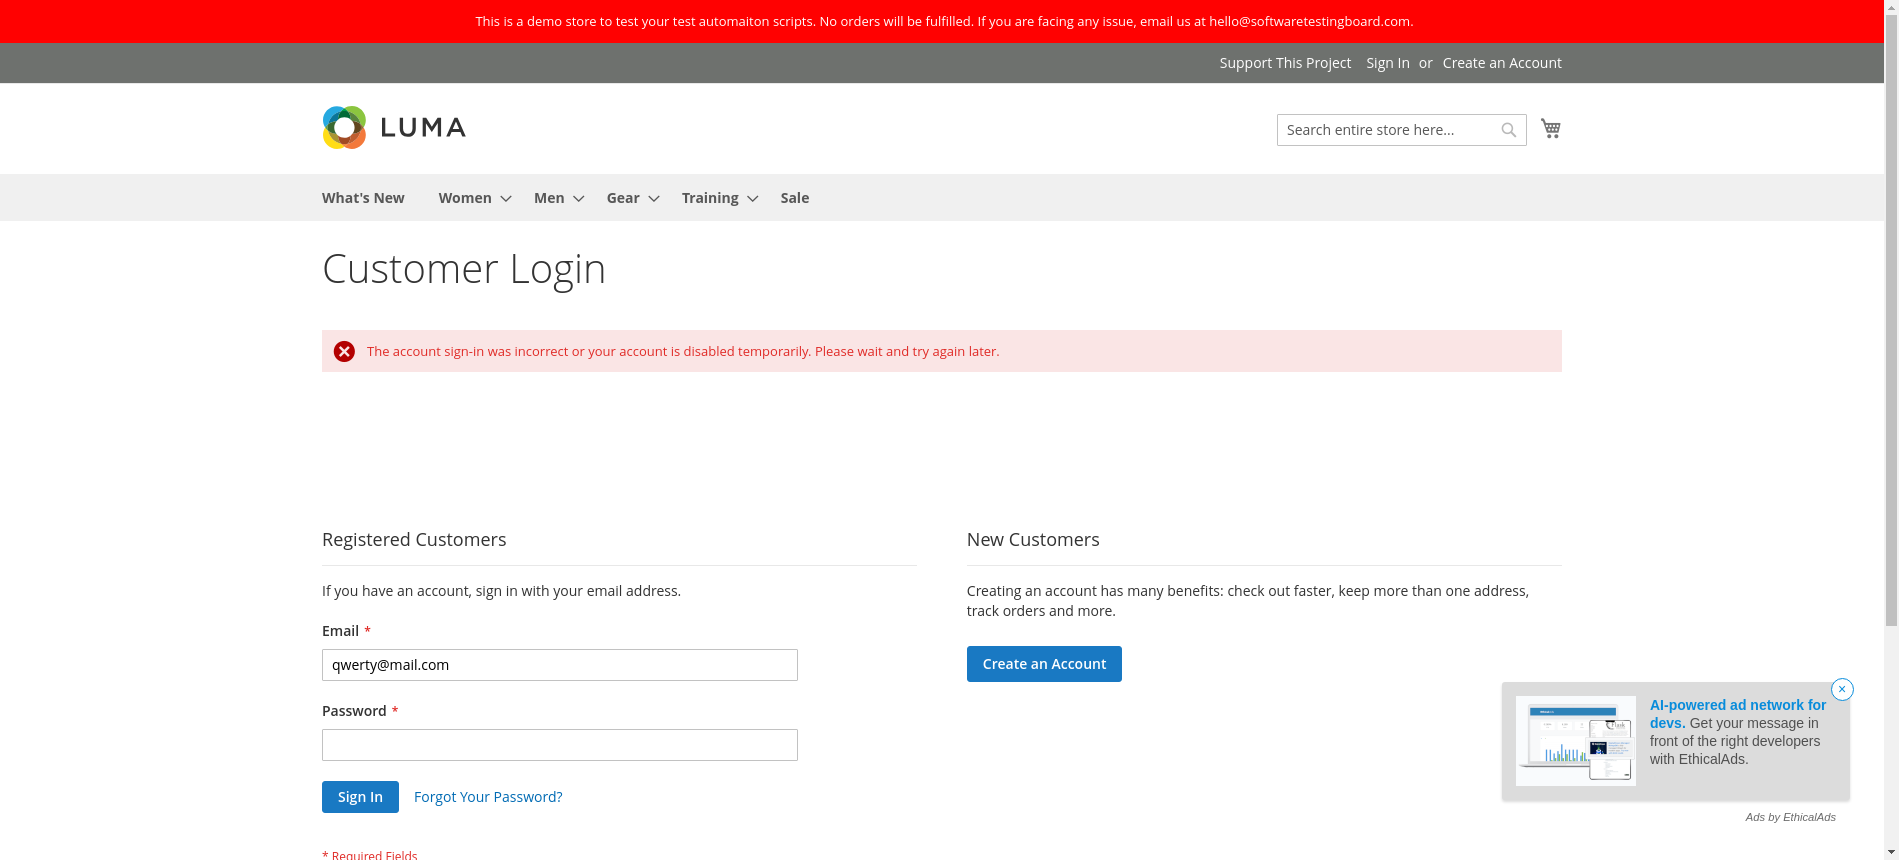 This is a demo store to test your test automaiton scripts. No orders will be fulfilled. If you are facing any issue, email us at hello@softwaretestingboard.com.
Support This Project Sign In or Create an Account
LUMA
Search entire store here...
What's New Women Men Gear Training Sale
Customer Login
The account sign-in was incorrect or your account is disabled temporarily. Please wait and try again later.
Registered Customers
If you have an account, sign in with your email address.
Email *
qwerty@mail.com
Password *
Sign In Forgot Your Password?
* Required Fields
New Customers
Creating an account has many benefits: check out faster, keep more than one address,
track orders and more.
Create an Account
AI-powered ad network for
devs. Get your message in
front of the right developers
with EthicalAds.
Ads by EthicalAds